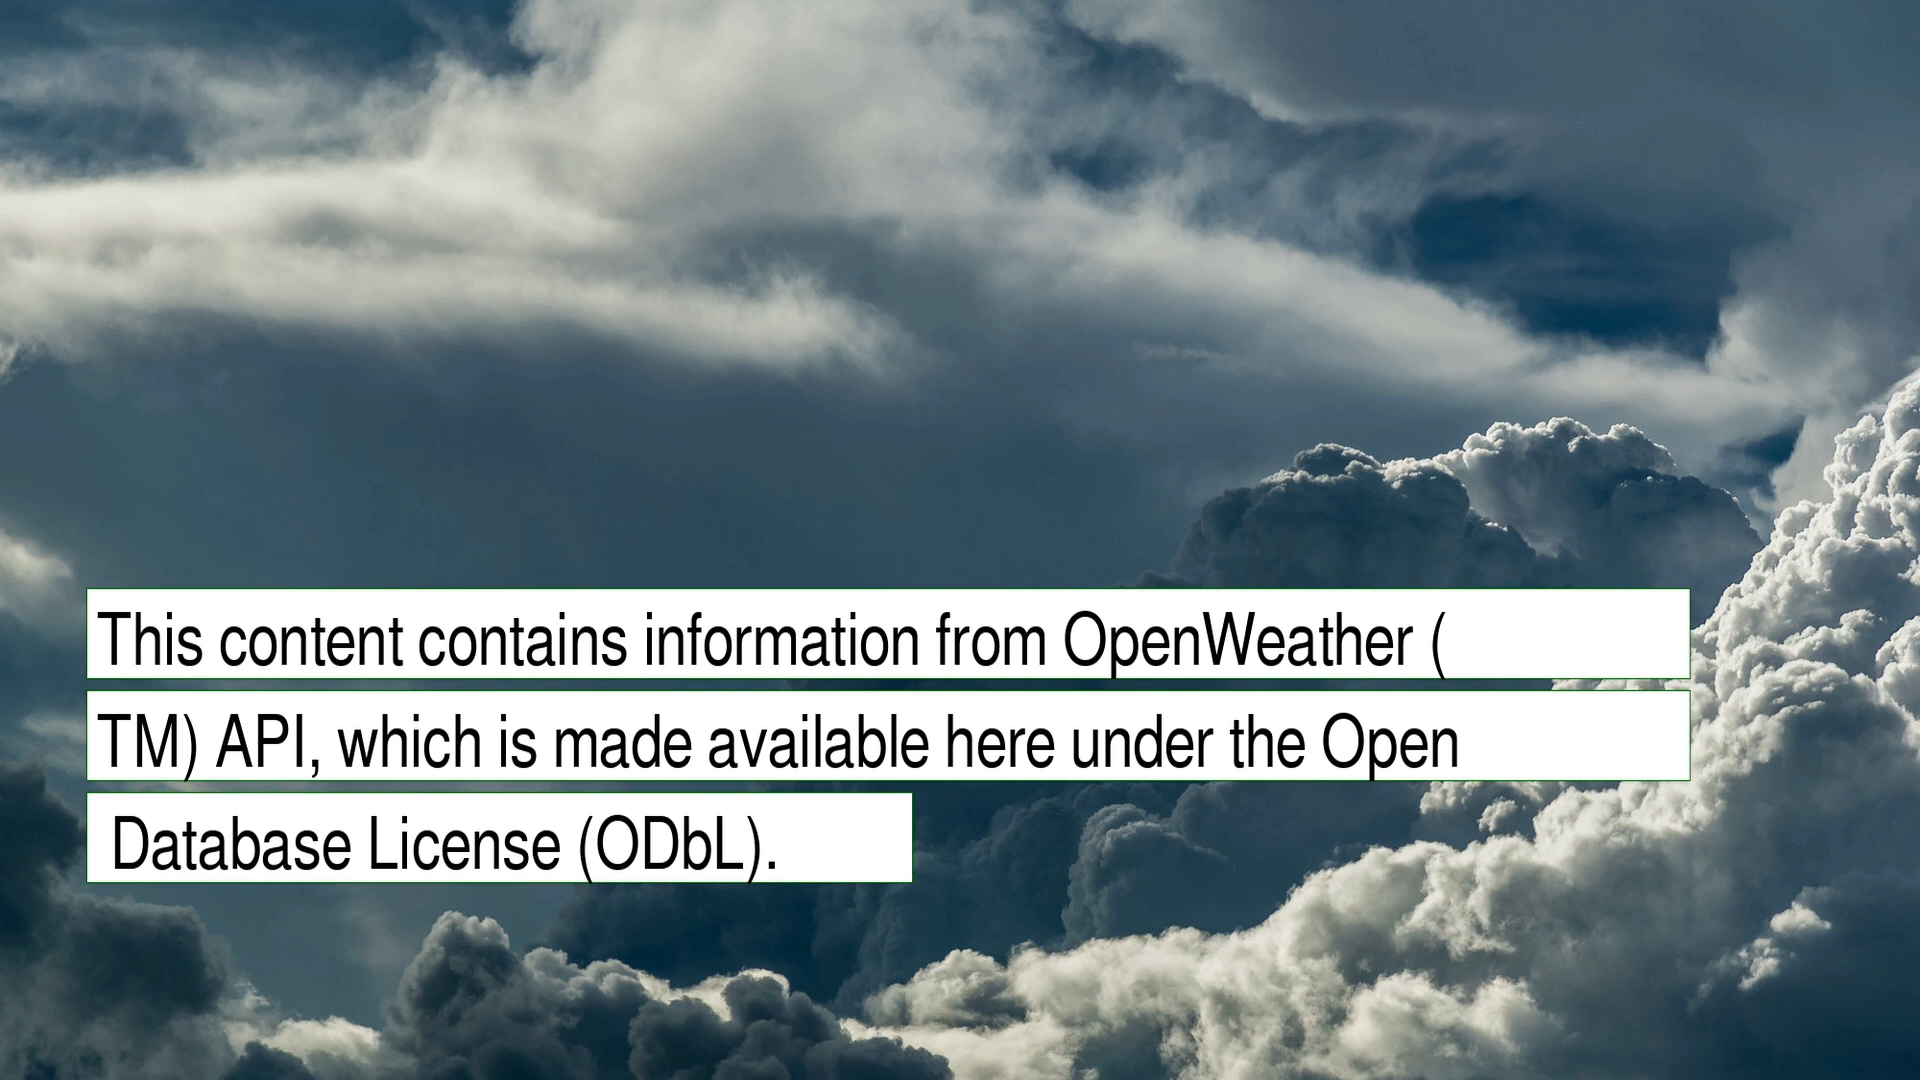 This content contains information from OpenWeather (
TM) API, which is made available here under the Open
Database License (ODbL).